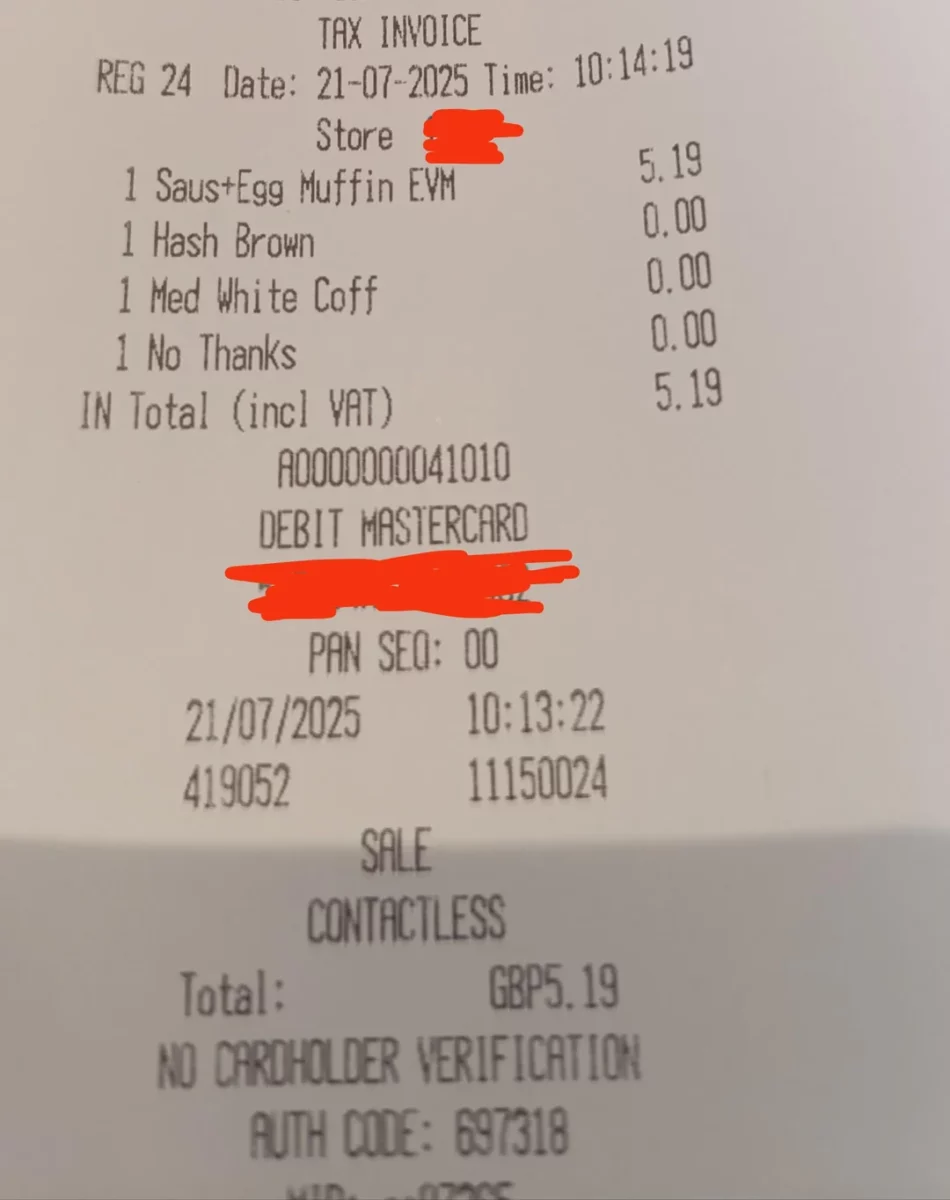 TAX INVOICE
REG 24 Date: 21-07-2025 Time: 10:14:19
Store
1 Saus+Egg Muffin EVM 5.19
1 Hash Brown 0.00
1 Med White Coff 0.00
1 No Thanks 0.00
IN Total (incl VAT) 5.19
A0000000041010
DEBIT MASTERCARD
PAN SEQ: 00
21/07/2025 10:13:22
419052 11150024
SALE
CONTACTLESS
Total: GBP5.19
NO CARDHOLDER VERIFICATION
AUTH CODE: 697318